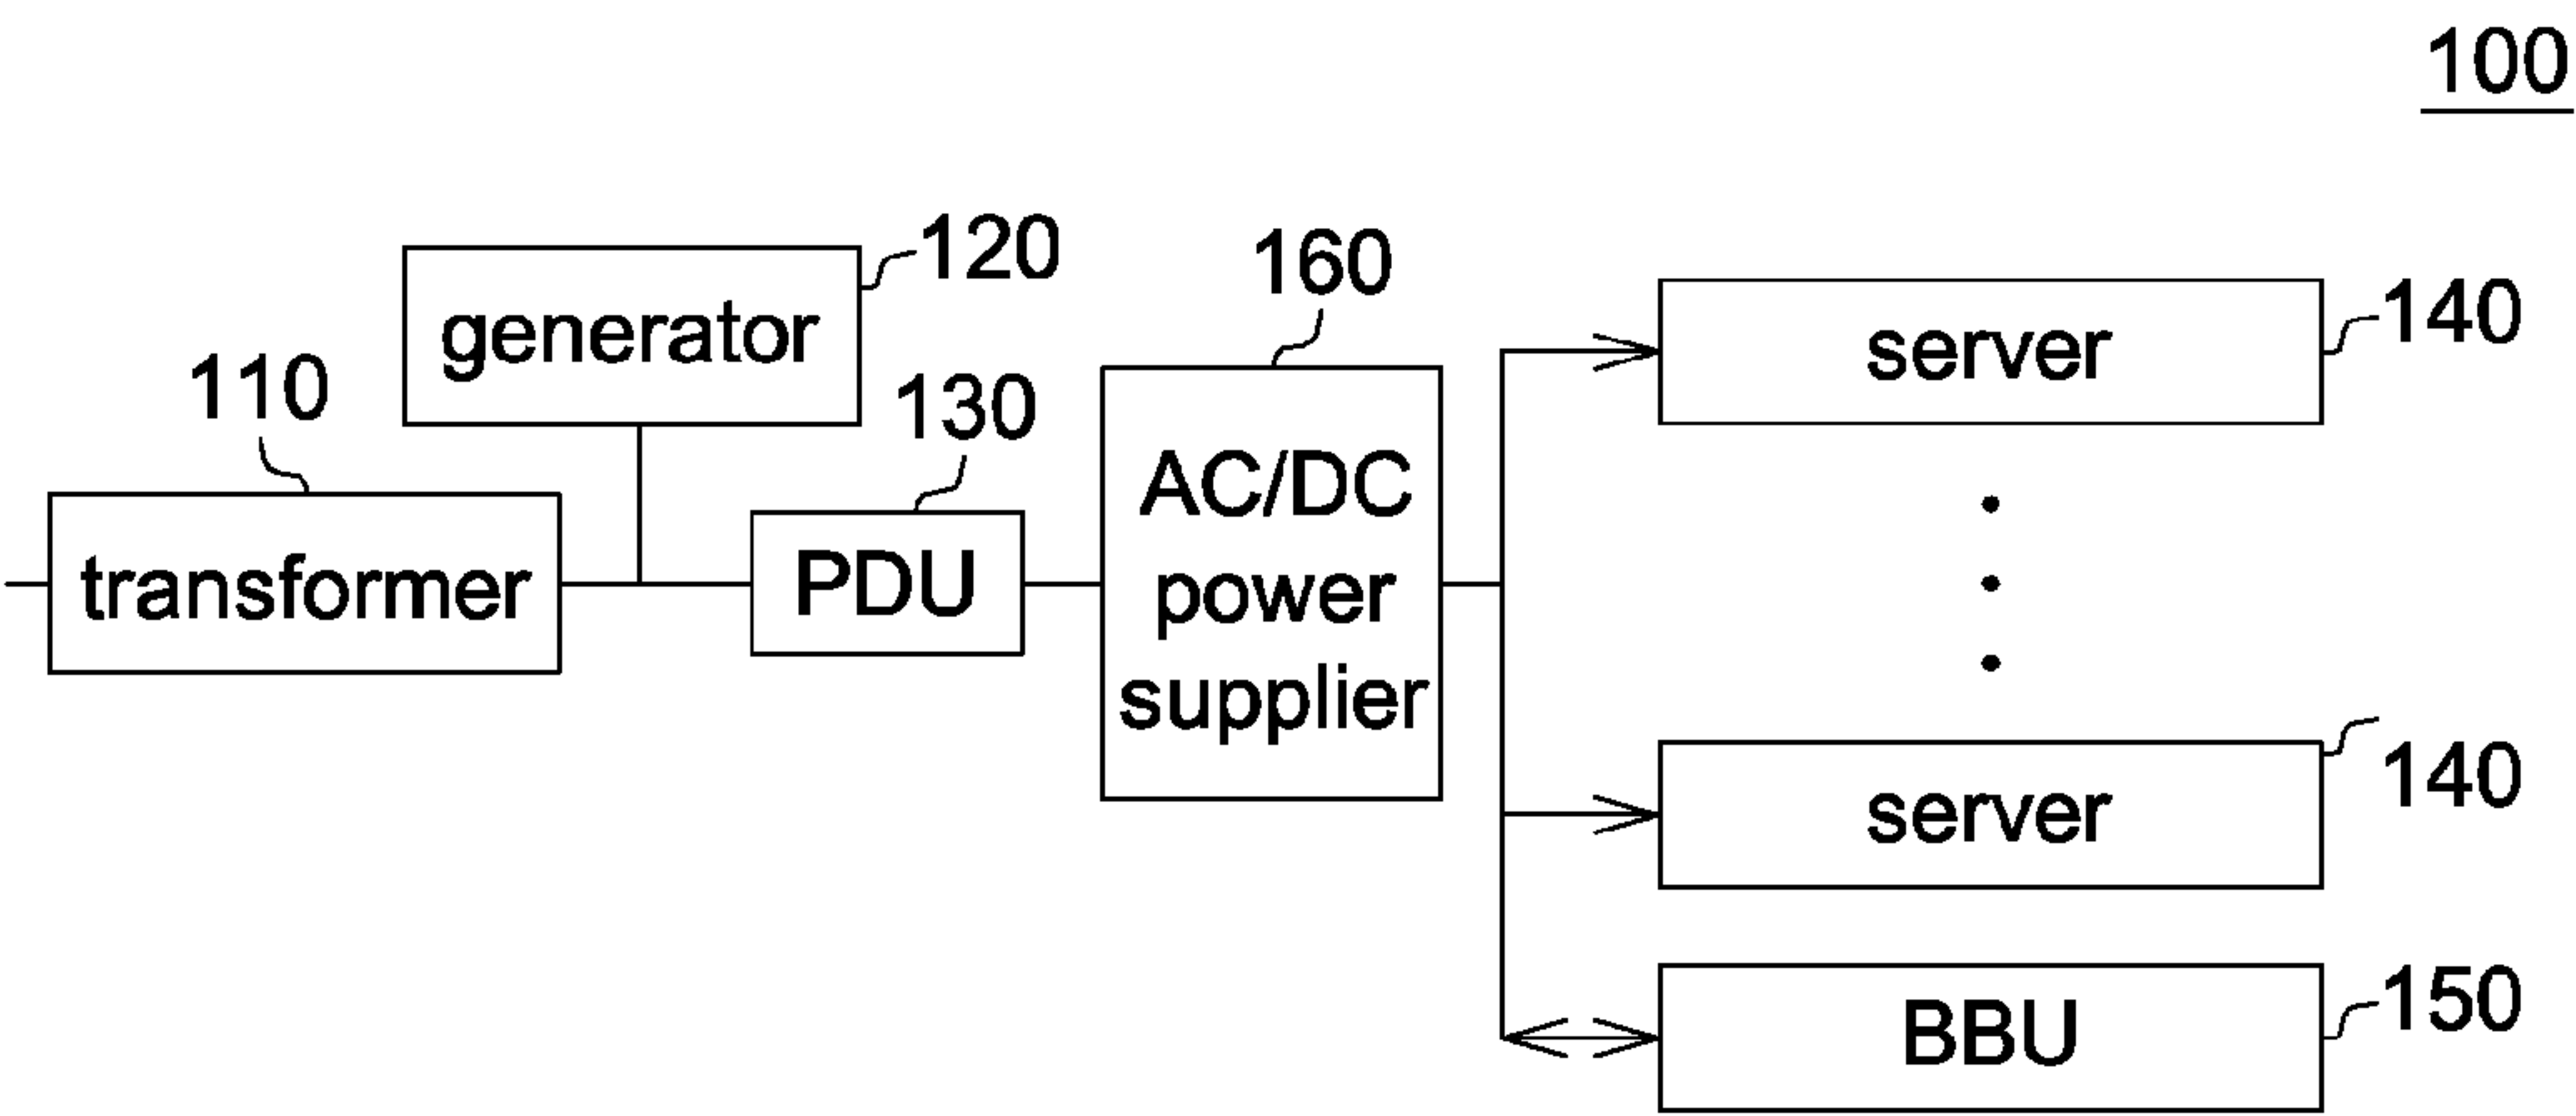 100
120
generator
160
140
server
110
130
AC/DC
power
supplier
transformer
PDU
140
server
150
BBU